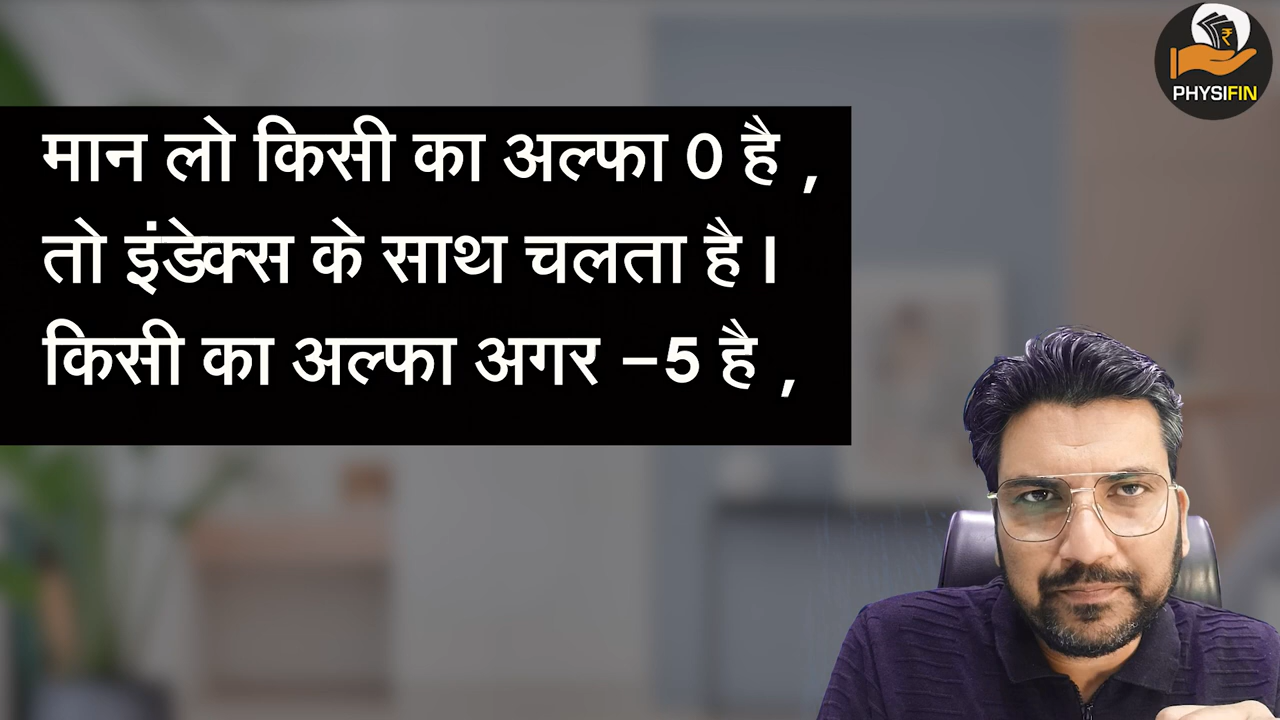 PHYSIFIN
मान लो किसी का अल्फा 0 है ,
तो इंडेक्स के साथ चलता है ।
किसी का अल्फा अगर –5 है ,